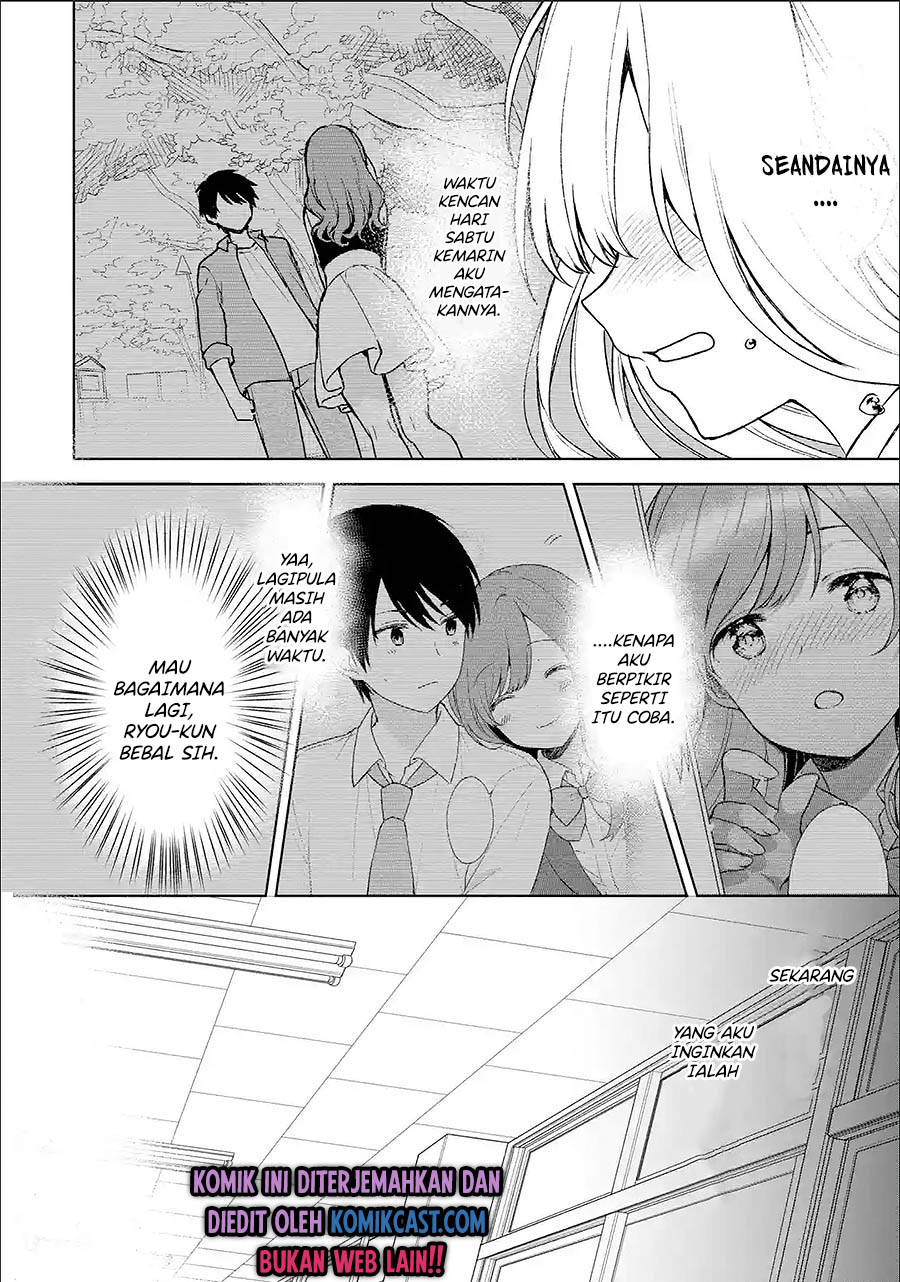 SEANDAINYA
....
WAKTU
KENCAN
HARI
SABTU
KEMARIN
AKU
MENGATA-
KANNYA.
....KENAPA
AKU
BERPIKIR
SEPERTI
ITU COBA.
YAA,
LAGIPULA
MASIH
ADA
BANYAK
WAKTU.
MAU
BAGAIMANA
LAGI,
RYOU-KUN
BEBAL SIH.
SEKARANG
YANG AKU
INGINKAN
IALAH
KOMIK INI DITERJEMAHKAN DAN
DIEDIT OLEH KOMIKCAST.COM
BUKAN WEB LAIN!!